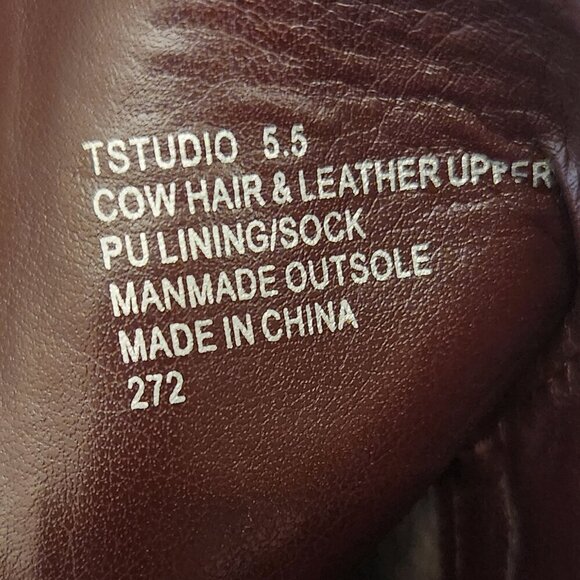 TSTUDIO 5.5
COW HAIR & LEATHER UPPER
PU LINING/SOCK
MANMADE OUTSOLE
MADE IN CHINA
272